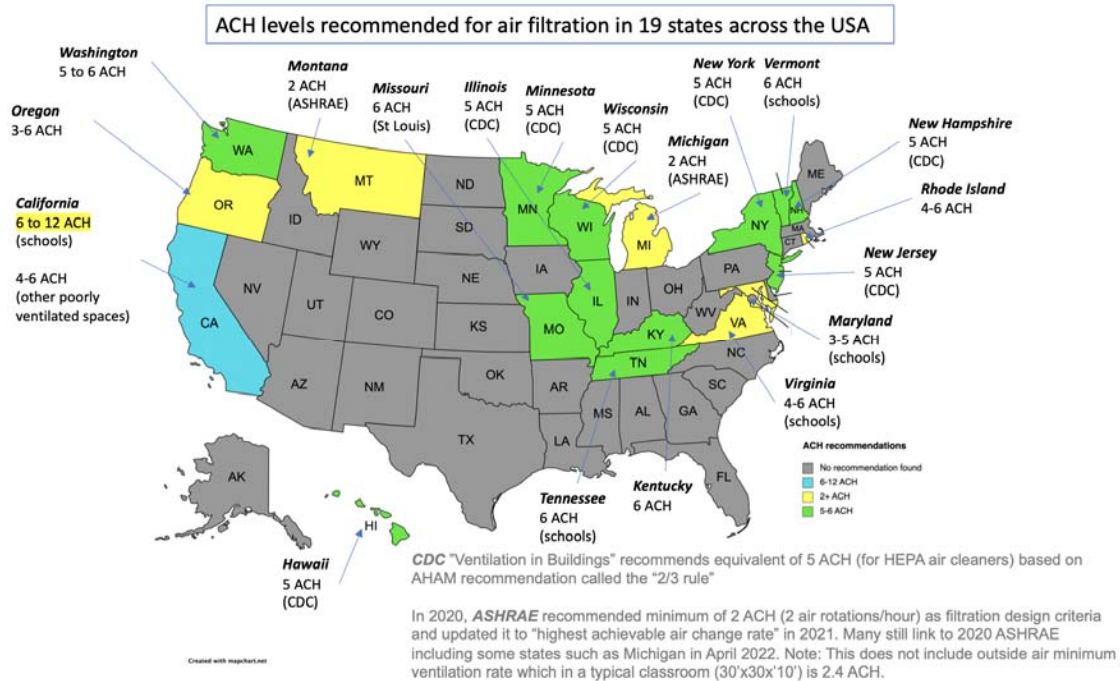 ACH levels recommended for air filtration in 19 states across the USA
Washington
5 to 6 ACH
Montana
2 ACH
(ASHRAE)
Missouri
6 ACH
(St Louis)
Illinois
5 ACH
(CDC)
Minnesota
5 ACH
(CDC)
Wisconsin
5 ACH
(CDC)
Michigan
2 ACH
(ASHRAE)
New York
5 ACH
(CDC)
Vermont
6 ACH
(schools)
New Hampshire
5 ACH
(CDC)
Rhode Island
4-6 ACH
New Jersey
5 ACH
(CDC)
Maryland
3-5 ACH
(schools)
Virginia
4-6 ACH
(schools)
Oregon
3-6 ACH
California
6 to 12 ACH
(schools)
4-6 ACH
(other poorly
ventilated spaces)
WA
OR
CA
ID
NV
MT
WY
UT
AZ
CO
NM
ND
SD
NE
KS
OK
TX
MN
IA
MO
AR
LA
WI
IL
MI
IN
OH
KY
TN
MS
AL
GA
FL
SC
NC
VA
WV
PA
NY
NH
ME
MA
CT
AK
HI
Hawaii
5 ACH
(CDC)
Tennessee
6 ACH
(schools)
Kentucky
6 ACH
ACH recommendations
No recommendation found
6-12 ACH
2+ ACH
5-6 ACH
CDC "Ventilation in Buildings" recommends equivalent of 5 ACH (for HEPA air cleaners) based on
AHAM recommendation called the "2/3 rule"
In 2020, ASHRAE recommended minimum of 2 ACH (2 air rotations/hour) as filtration design criteria
and updated it to "highest achievable air change rate" in 2021. Many still link to 2020 ASHRAE
including some states such as Michigan in April 2022. Note: This does not include outside air minimum
ventilation rate which in a typical classroom (30'x30x'10') is 2.4 ACH.
Created with mapchart.net